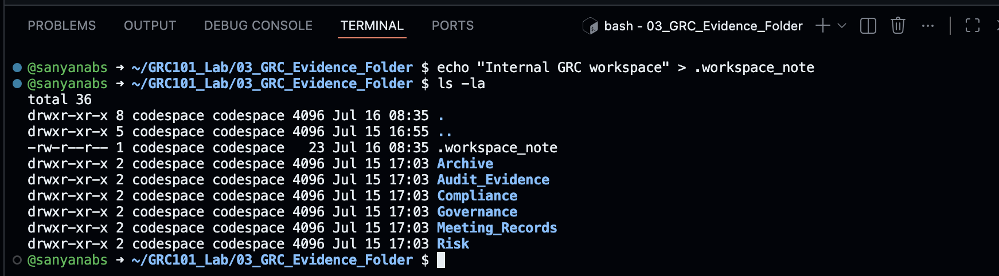 PROBLEMS OUTPUT DEBUG CONSOLE TERMINAL PORTS bash - 03_GRC_Evidence_Folder
@sanyanabs → ~/GRC101_Lab/03_GRC_Evidence_Folder $ echo "Internal GRC workspace" > .workspace_note
@sanyanabs → ~/GRC101_Lab/03_GRC_Evidence_Folder $ ls -la
total 36
drwxr-xr-x 8 codespace codespace 4096 Jul 16 08:35 .
drwxr-xr-x 5 codespace codespace 4096 Jul 15 16:55 ..
-rw-r--r-- 1 codespace codespace   23 Jul 16 08:35 .workspace_note
drwxr-xr-x 2 codespace codespace 4096 Jul 15 17:03 Archive
drwxr-xr-x 2 codespace codespace 4096 Jul 15 17:03 Audit_Evidence
drwxr-xr-x 2 codespace codespace 4096 Jul 15 17:03 Compliance
drwxr-xr-x 2 codespace codespace 4096 Jul 15 17:03 Governance
drwxr-xr-x 2 codespace codespace 4096 Jul 15 17:03 Meeting_Records
drwxr-xr-x 2 codespace codespace 4096 Jul 15 17:03 Risk
@sanyanabs → ~/GRC101_Lab/03_GRC_Evidence_Folder $